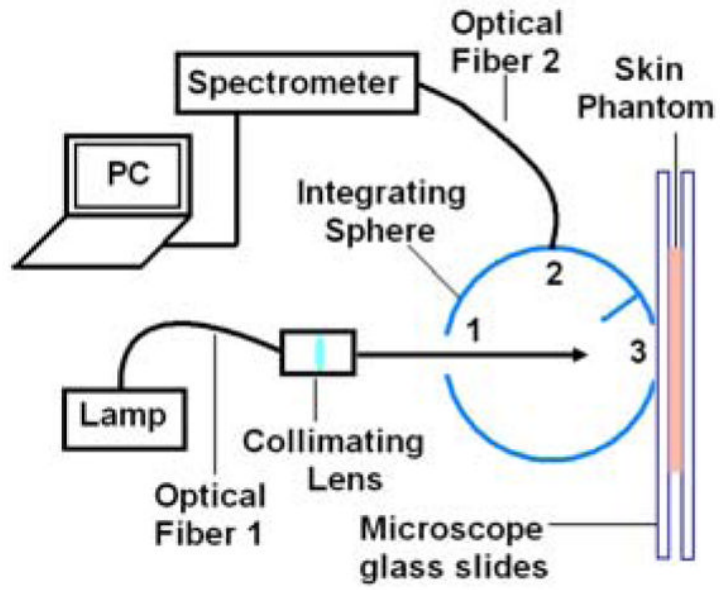 Optical
Fiber 2
Spectrometer
Skin
Phantom
PC
Integrating
Sphere
2
1
3
Lamp
Collimating
Lens
Optical
Fiber 1
Microscope
glass slides